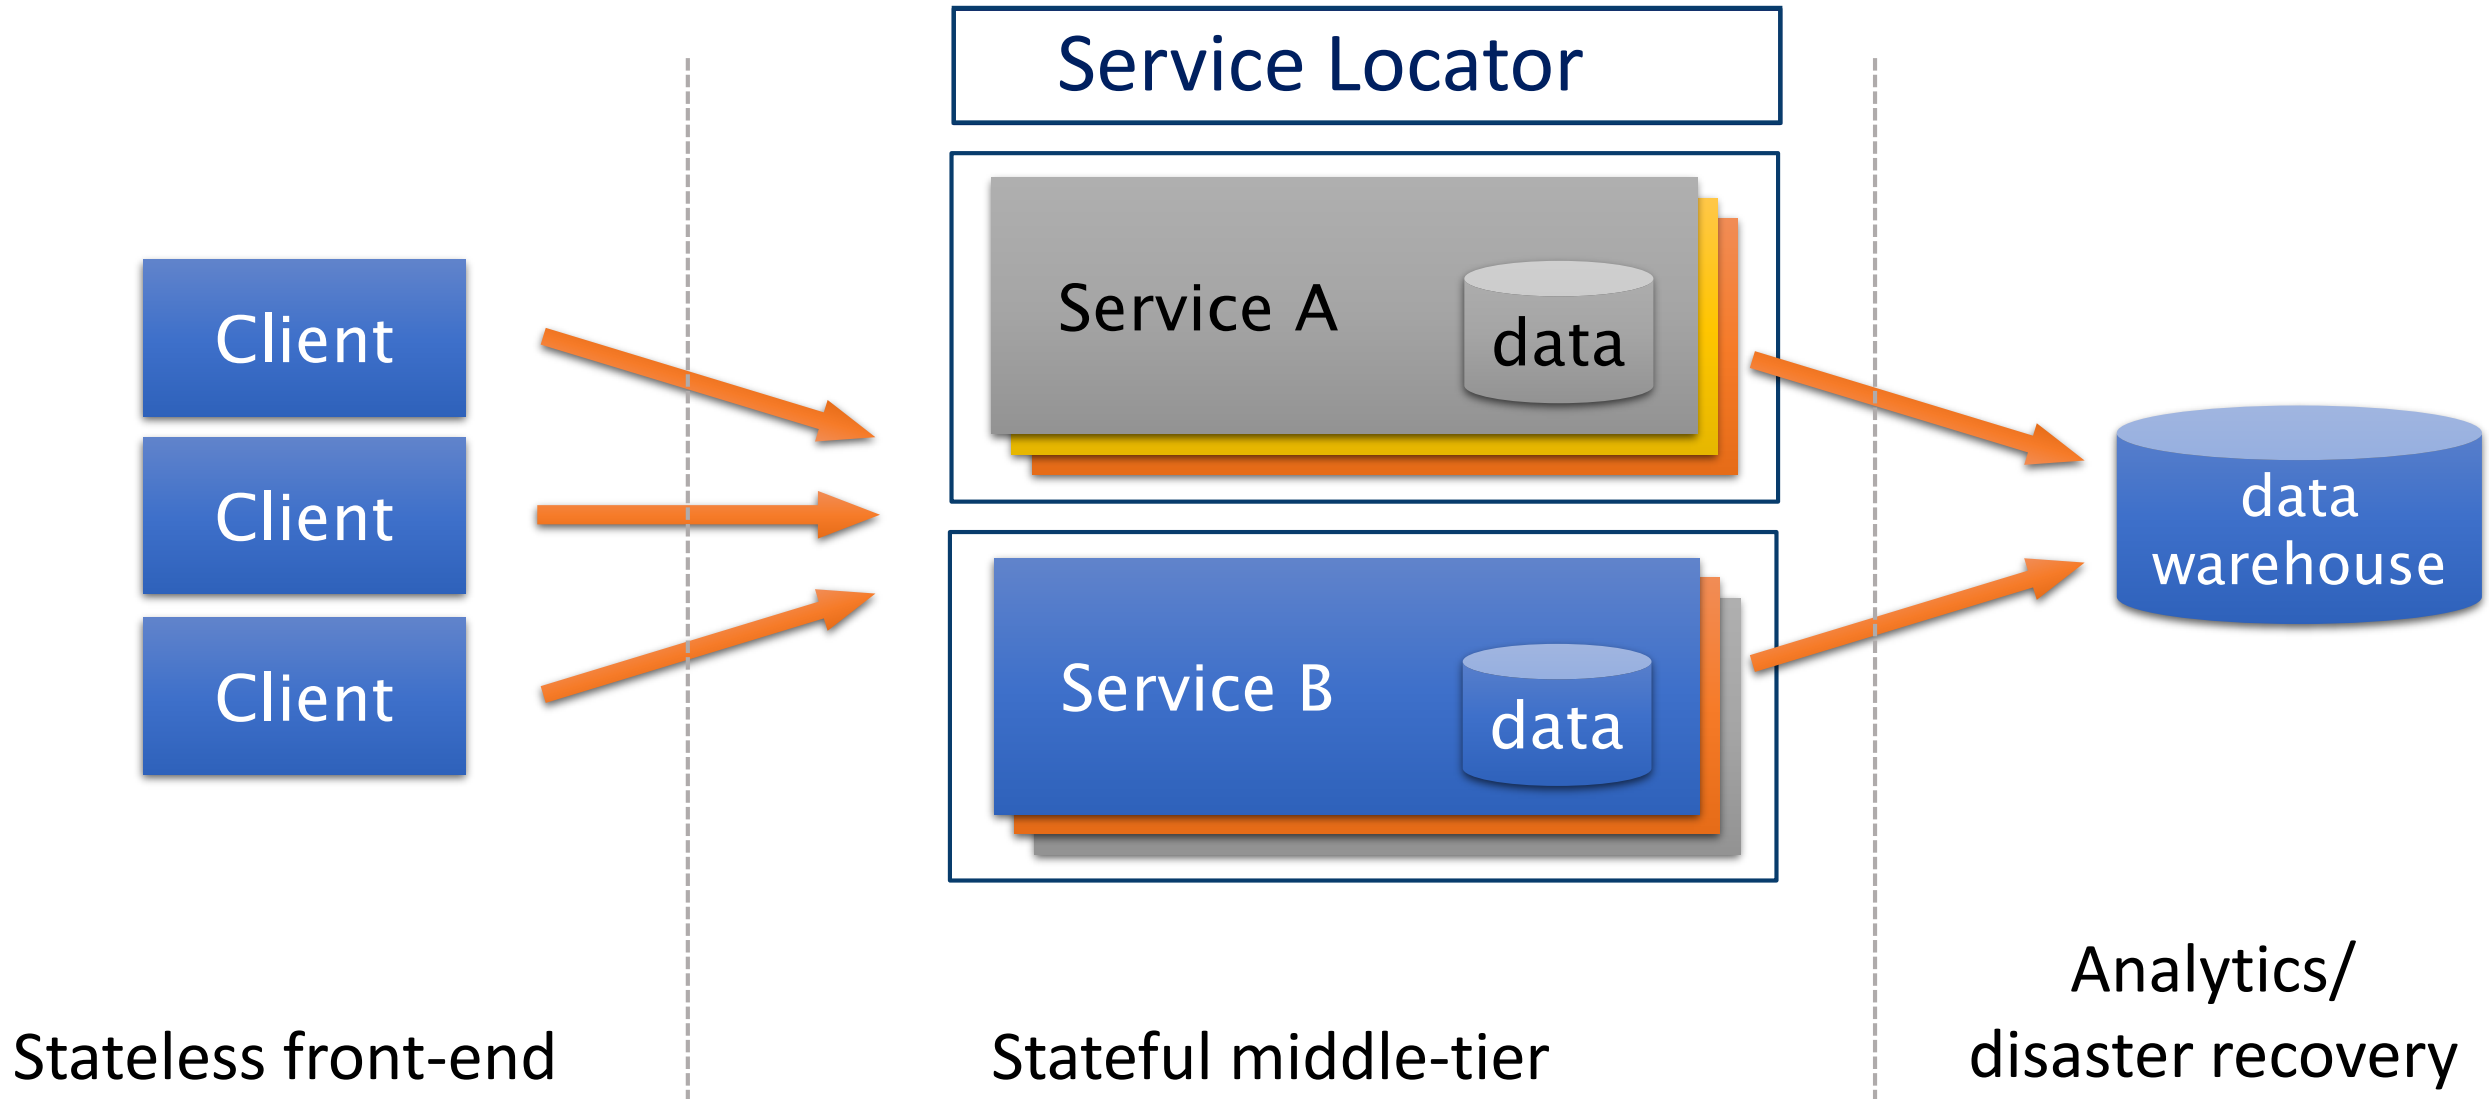 Service Locator
Client
Client
Client
Service A
data
Service B
data
data
warehouse
Stateless front-end
Stateful middle-tier
Analytics/
disaster recovery